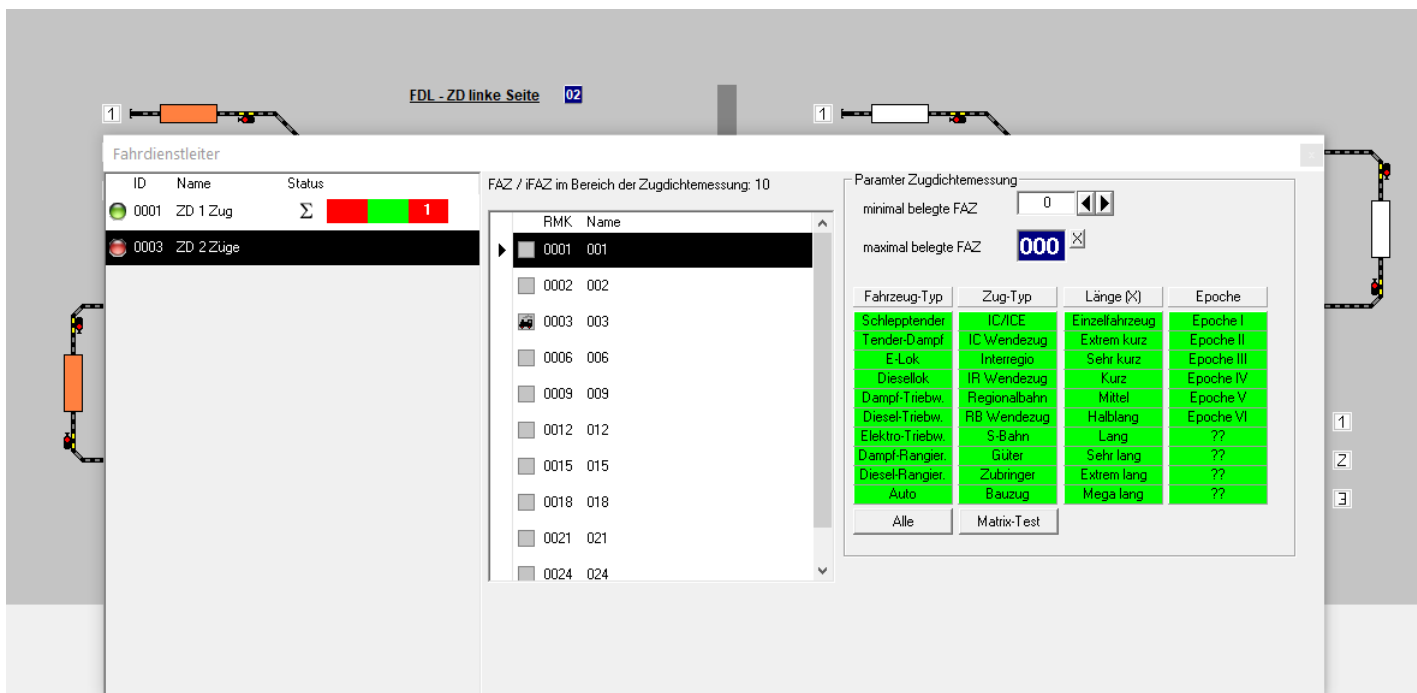 FDL - ZD linke Seite 02
1 1
Fahrdienstleiter x
ID Name Status
0001 ZD 1 Zug Σ 1
0003 ZD 2 Züge
FAZ / iFAZ im Bereich der Zugdichtemessung: 10
RMK Name
0001 001
0002 002
0003 003
0006 006
0009 009
0012 012
0015 015
0018 018
0021 021
0024 024
Paramter Zugdichtemessung
minimal belegte FAZ 0
maximal belegte FAZ 000 X
Fahrzeug-Typ Zug-Typ Länge (X) Epoche
Schlepptender IC/ICE Einzelfahrzeug Epoche I
Tender-Dampf IC Wendezug Extrem kurz Epoche II
E-Lok Interregio Sehr kurz Epoche III
Diesellok IR Wendezug Kurz Epoche IV
Dampf-Triebw. Regionalbahn Mittel Epoche V
Diesel-Triebw. RB Wendezug Halblang Epoche VI
Elektro-Triebw. S-Bahn Lang ??
Dampf-Rangier. Güter Sehr lang ??
Diesel-Rangier. Zubringer Extrem lang ??
Auto Bauzug Mega lang ??
Alle Matrix-Test
1
2
3